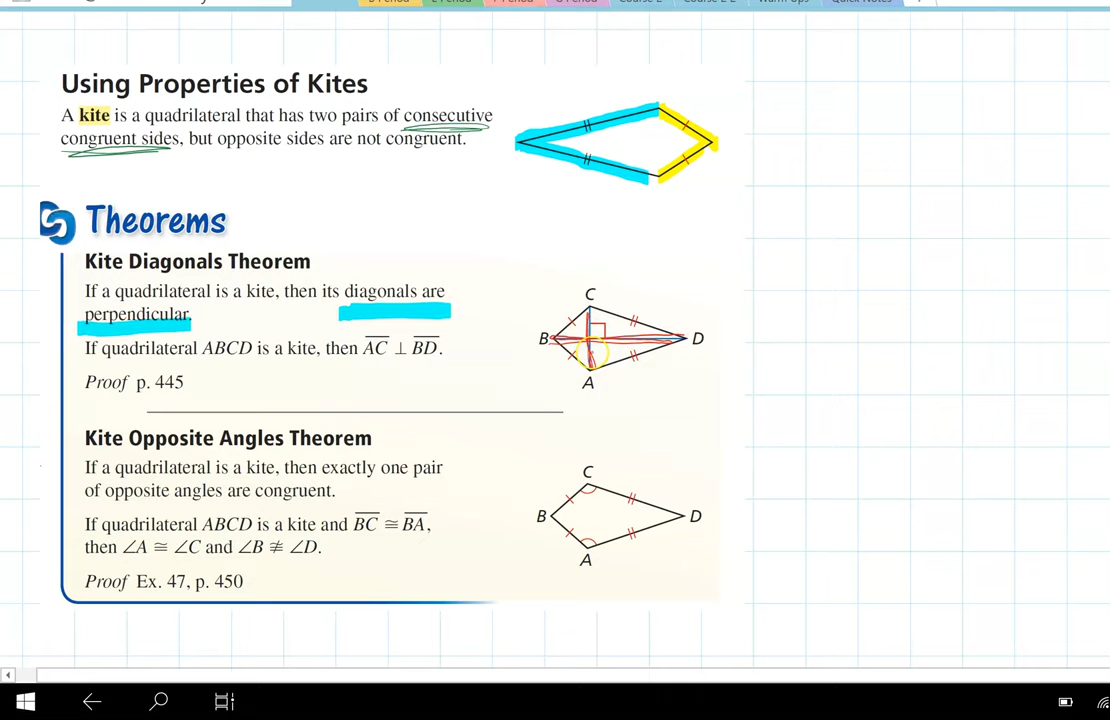 Using Properties of Kites
A kite is a quadrilateral that has two pairs of consecutive
congruent sides, but opposite sides are not congruent.
Theorems
Kite Diagonals Theorem
If a quadrilateral is a kite, then its diagonals are
perpendicular.
If quadrilateral ABCD is a kite, then AC ⊥ BD.
Proof p. 445
C
B
D
A
Kite Opposite Angles Theorem
If a quadrilateral is a kite, then exactly one pair
of opposite angles are congruent.
If quadrilateral ABCD is a kite and BC ≅ BA,
then ∠A ≅ ∠C and ∠B ≇ ∠D.
Proof Ex. 47, p. 450
C
B
D
A